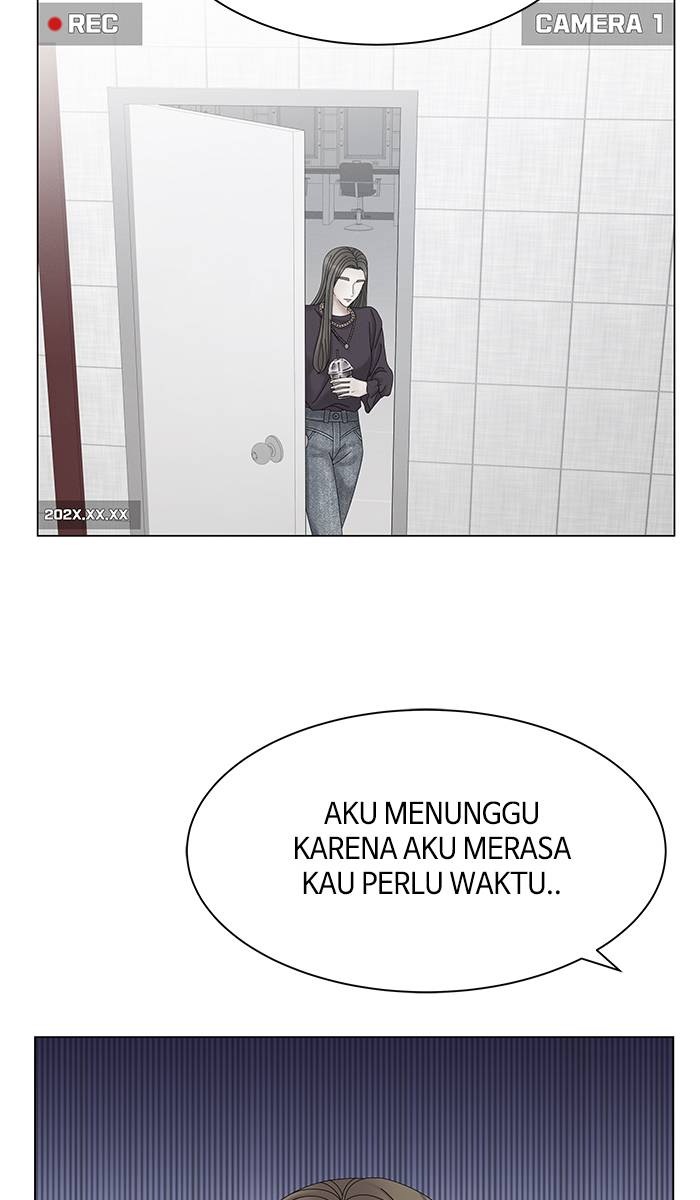 REC
CAMERA 1
202X.XX.XX
AKU MENUNGGU
KARENA AKU MERASA
KAU PERLU WAKTU..